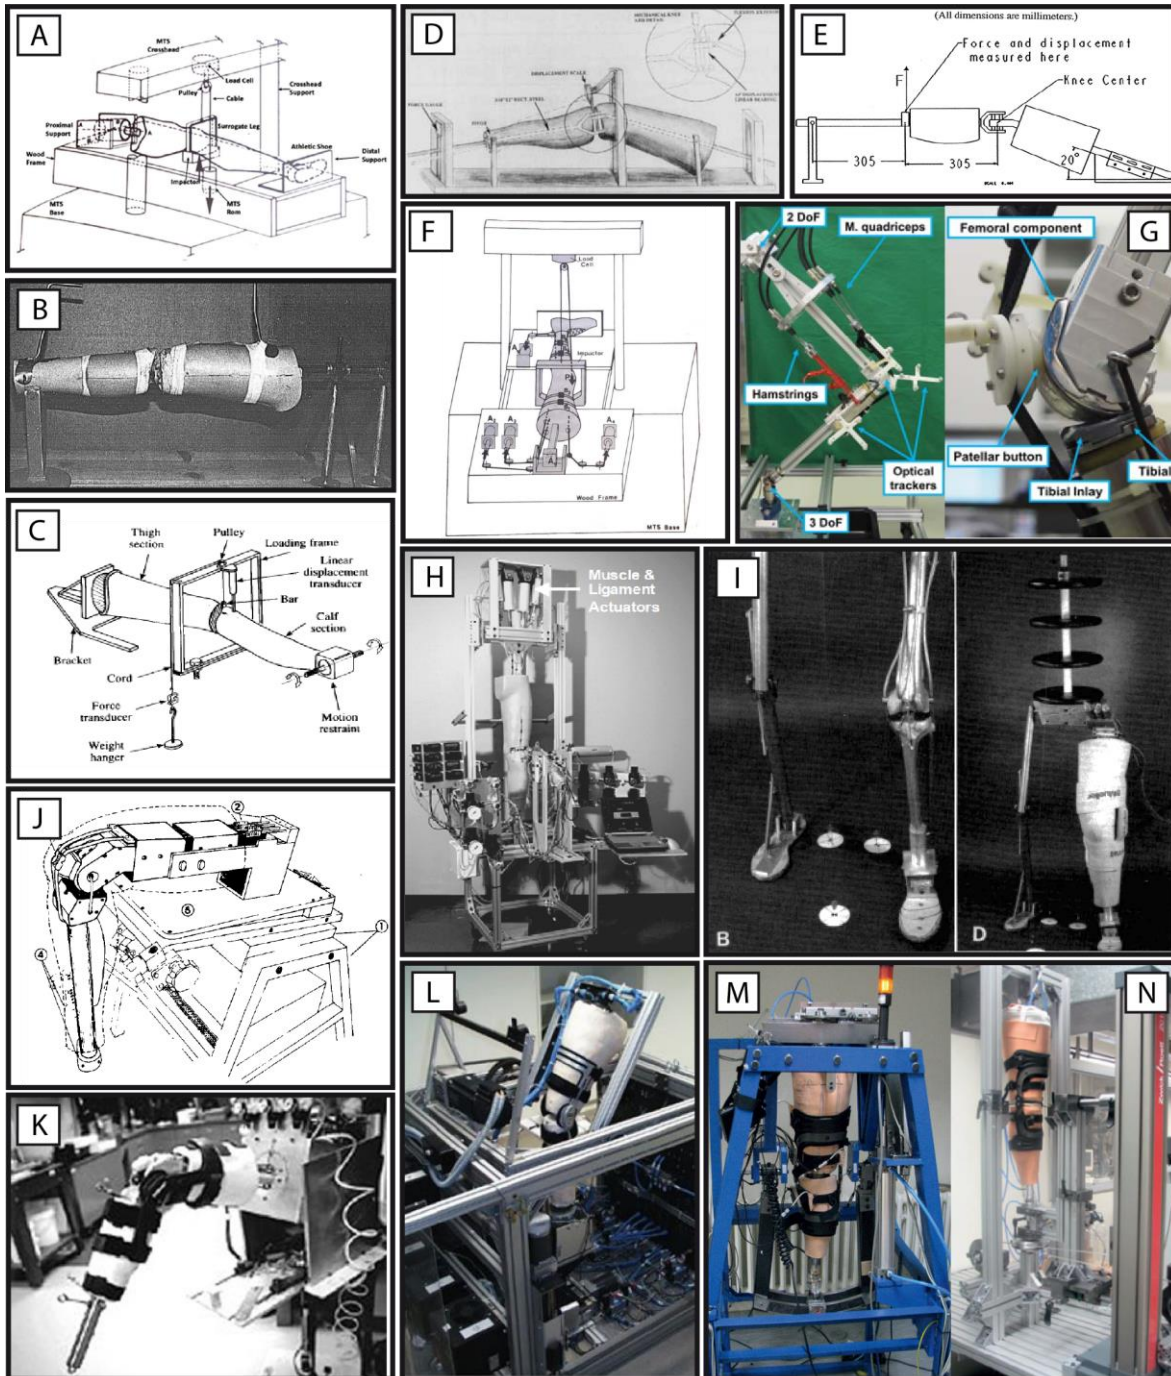 A
MTS
Crosshead
Load Cell
Pulley
Cable
Crosshead
Support
Proximal
Support
Surrogate Leg
Wood
Frame
Athletic Shoe
Distal
Support
Impactor
MTS
Ram
MTS
Base
B
C
Thigh
section
Pulley
Loading frame
Linear
displacement
transducer
Bar
Calf
section
Bracket
Cord
Force
transducer
Weight
hanger
Motion
restraint
D
DISPLACEMENT SCALE
FORCE GAUGE
E
(All dimensions are millimeters.)
Force and displacement
measured here
F
Knee Center
305
305
20°
F
Load
Cell
Impactor
Wood Frame
MTS Base
G
2 DoF
M. quadriceps
Femoral component
Hamstrings
Patellar button
Optical
trackers
Tibial Inlay
Tibial
3 DoF
H
Muscle &
Ligament
Actuators
I
B
D
J
①
②
④
⑤
K
L
M
N